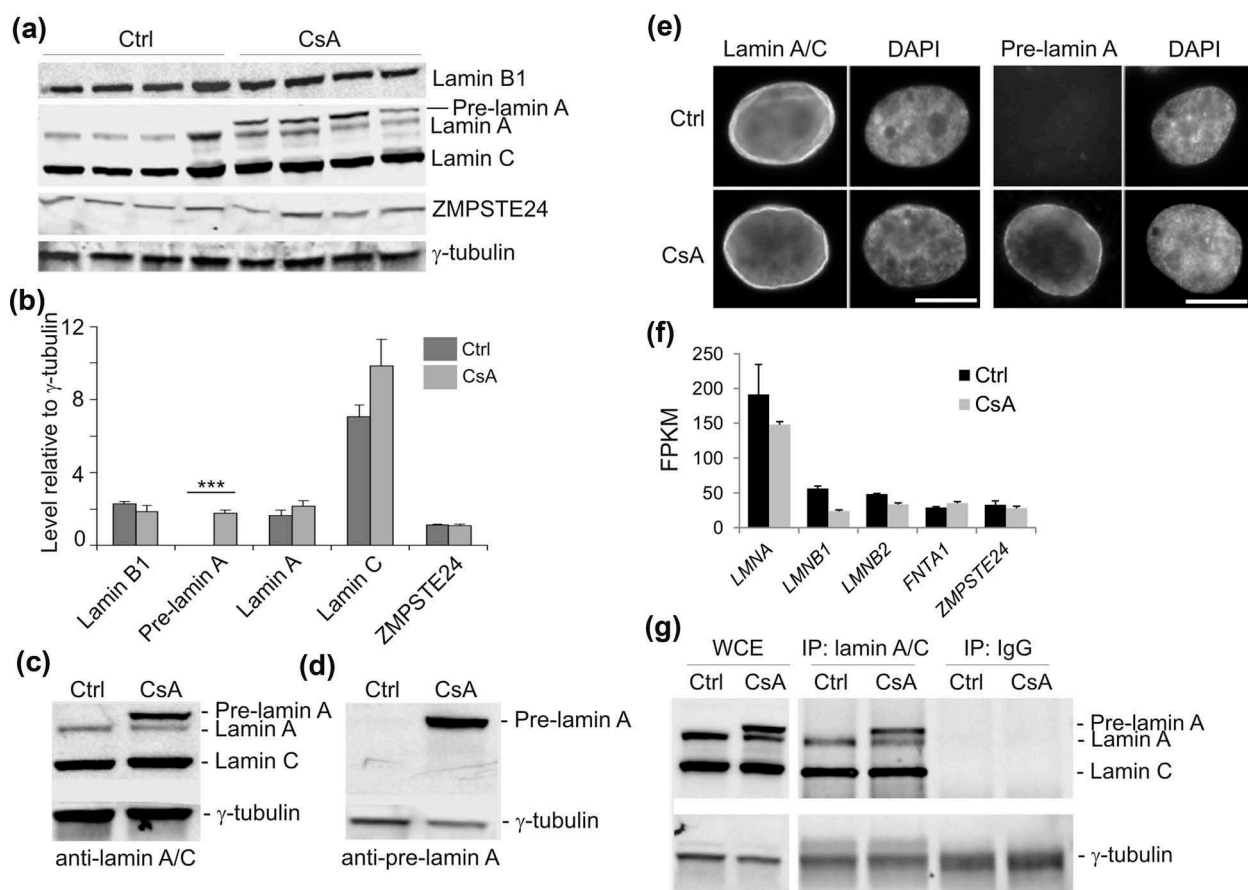 (a)
Ctrl CsA
Lamin B1
Pre-lamin A
Lamin A
Lamin C
ZMPSTE24
γ-tubulin
(b)
Level relative to γ-tubulin
12
8
4
0
Ctrl
CsA
***
Lamin B1
Pre-lamin A
Lamin A
Lamin C
ZMPSTE24
(c)
Ctrl CsA
- Pre-lamin A
- Lamin A
- Lamin C
- γ-tubulin
anti-lamin A/C
(d)
Ctrl CsA
- Pre-lamin A
- γ-tubulin
anti-pre-lamin A
(e)
Lamin A/C DAPI Pre-lamin A DAPI
Ctrl
CsA
(f)
FPKM
250
200
150
100
50
0
Ctrl
CsA
LMNA
LMNB1
LMNB2
FNTA1
ZMPSTE24
(g)
WCE IP: lamin A/C IP: IgG
Ctrl CsA Ctrl CsA Ctrl CsA
- Pre-lamin A
- Lamin A
- Lamin C
- γ-tubulin